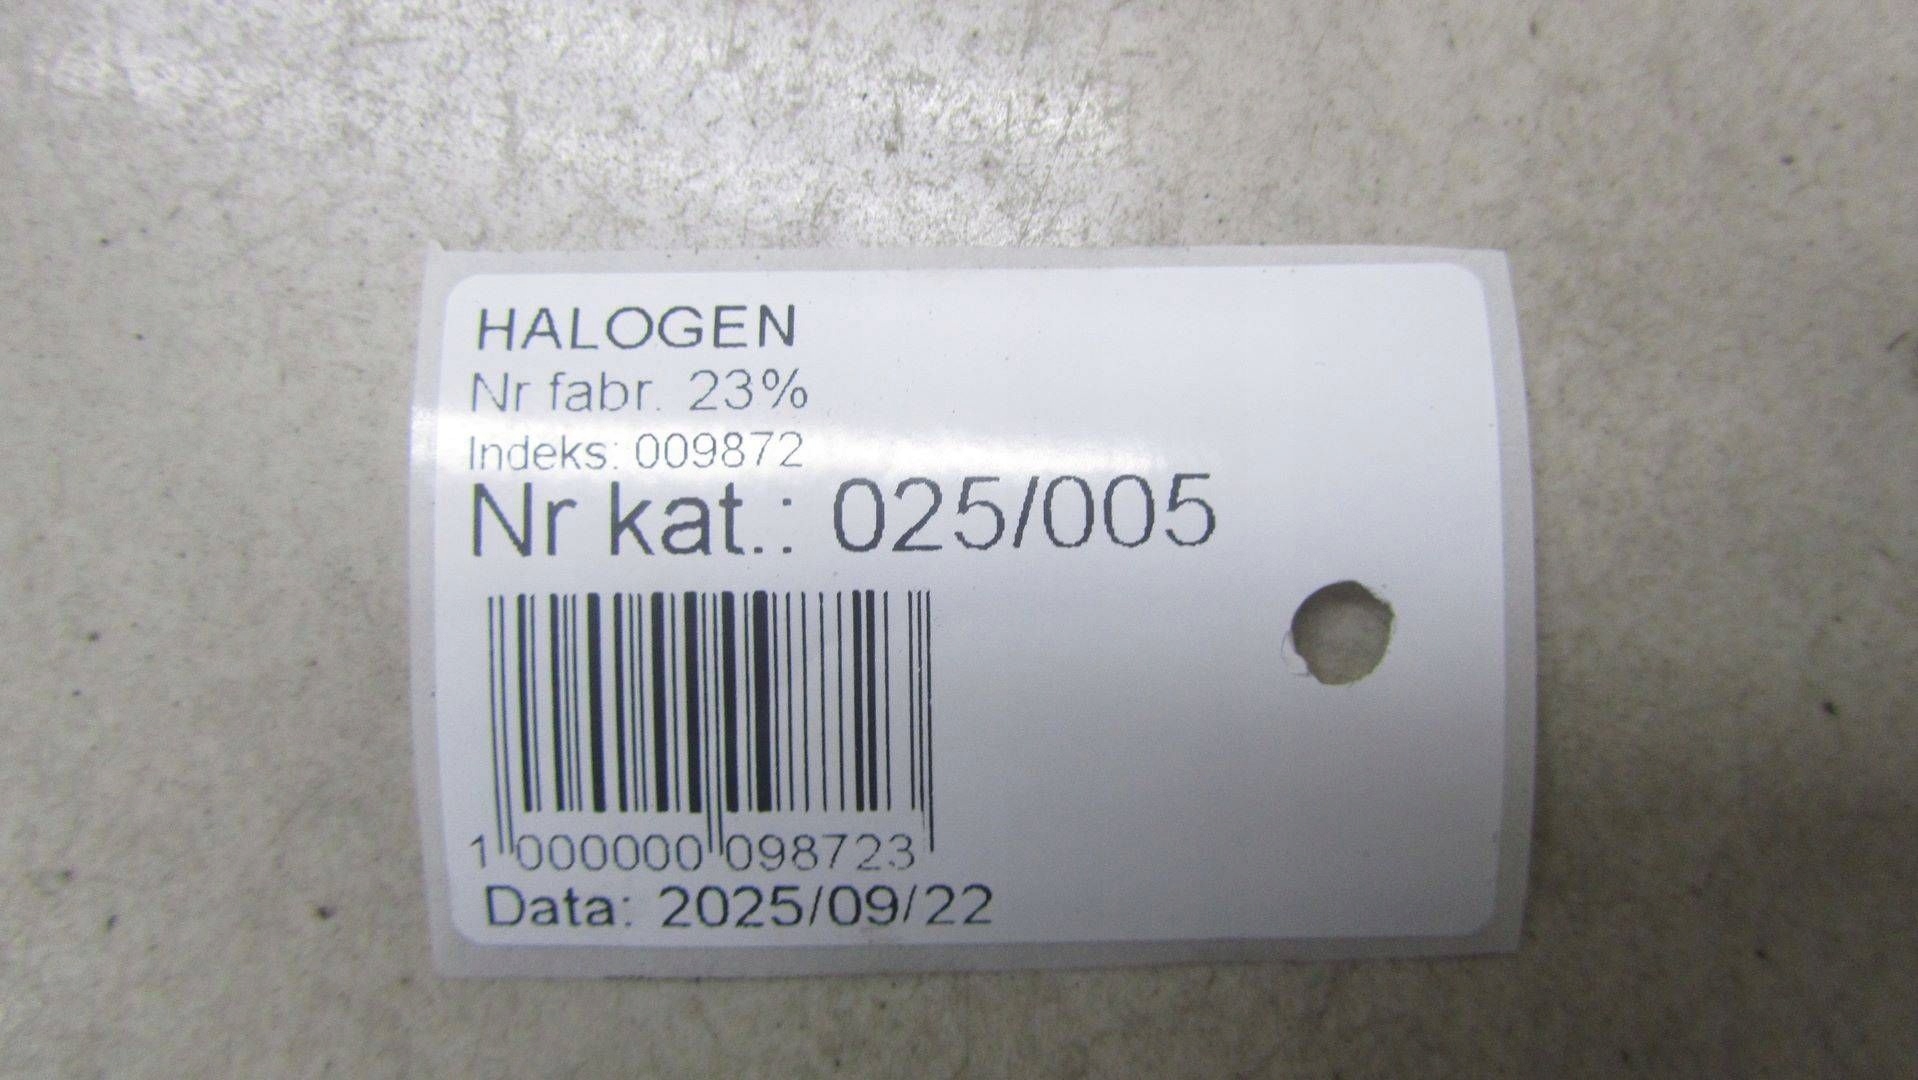 HALOGEN
Nr fabr. 23%
Indeks: 009872
Nr kat.: 025/005
1 000000 098723
Data: 2025/09/22